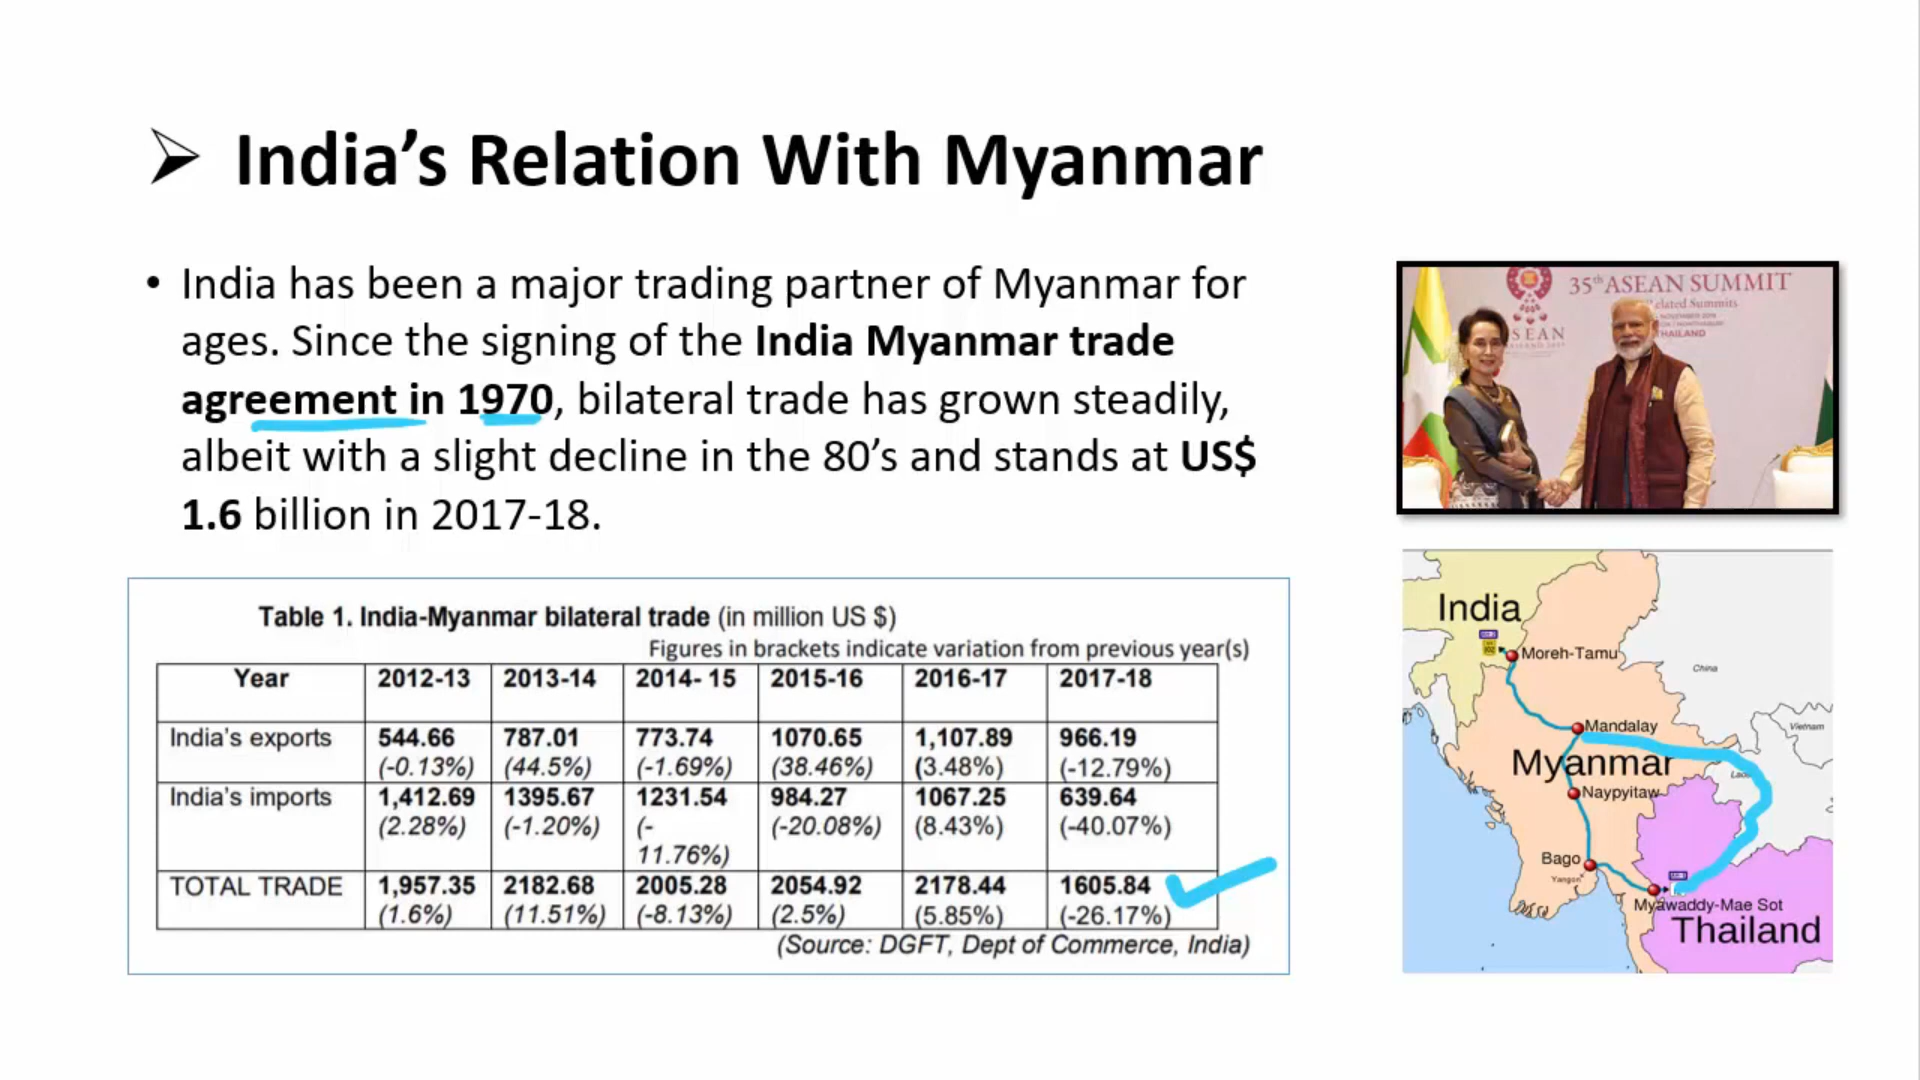 India’s Relation With Myanmar
• India has been a major trading partner of Myanmar for
ages. Since the signing of the India Myanmar trade
agreement in 1970, bilateral trade has grown steadily,
albeit with a slight decline in the 80’s and stands at US$
1.6 billion in 2017-18.
Table 1. India-Myanmar bilateral trade (in million US $)
Figures in brackets indicate variation from previous year(s)
Year 2012-13 2013-14 2014- 15 2015-16 2016-17 2017-18
India’s exports 544.66 787.01 773.74 1070.65 1,107.89 966.19
(-0.13%) (44.5%) (-1.69%) (38.46%) (3.48%) (-12.79%)
India’s imports 1,412.69 1395.67 1231.54 984.27 1067.25 639.64
(2.28%) (-1.20%) (- (-20.08%) (8.43%) (-40.07%)
11.76%)
TOTAL TRADE 1,957.35 2182.68 2005.28 2054.92 2178.44 1605.84
(1.6%) (11.51%) (-8.13%) (2.5%) (5.85%) (-26.17%)
(Source: DGFT, Dept of Commerce, India)
35th ASEAN SUMMIT
Related Summits
NOVEMBER 2019
THAILAND
India
Moreh-Tamu
China
Mandalay
Vietnam
Myanmar
Naypyitaw
Bago
Yangon
Myawaddy-Mae Sot
Thailand